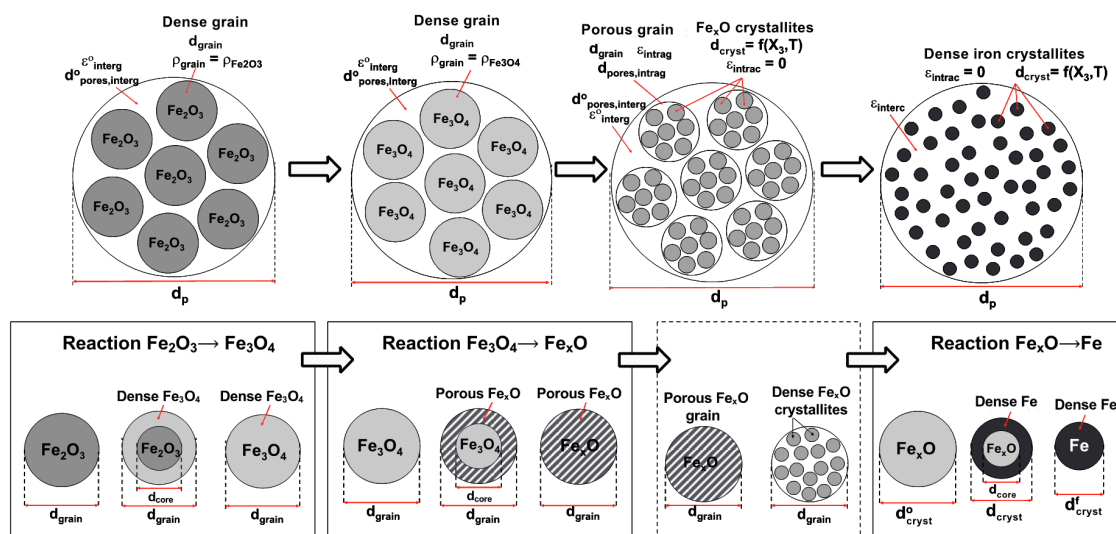 Dense grain
d_grain
ρ_grain = ρ_Fe2O3
ε°_interg
d°_pores,interg
Fe₂O₃
Fe₂O₃
Fe₂O₃
Fe₂O₃
Fe₂O₃
Fe₂O₃
Fe₂O₃
d_p
Dense grain
d_grain
ρ_grain = ρ_Fe3O4
ε°_interg
d°_pores,interg
Fe₃O₄
Fe₃O₄
Fe₃O₄
Fe₃O₄
Fe₃O₄
Fe₃O₄
Fe₃O₄
d_p
Porous grain
d_grain ε_intrag
d_pores,intrag
FeₓO crystallites
d_cryst = f(X₃,T)
ε_intrac = 0
d°_pores,interg
ε°_interg
d_p
Dense iron crystallites
ε_intrac = 0 d_cryst = f(X₃,T)
ε_interc
d_p
Reaction Fe₂O₃→ Fe₃O₄
Dense Fe₃O₄ Dense Fe₃O₄
Fe₂O₃ Fe₂O₃ Fe₃O₄
d_core
d_grain d_grain d_grain
Reaction Fe₃O₄→ FeₓO
Porous FeₓO Porous FeₓO
Fe₃O₄ Fe₃O₄ FeₓO
d_core
d_grain d_grain d_grain
Porous FeₓO
grain
Dense FeₓO
crystallites
FeₓO
d_grain d_grain
Reaction FeₓO→Fe
Dense Fe Dense Fe
FeₓO FeₓO Fe
d_core
d°_cryst d_cryst d^f_cryst